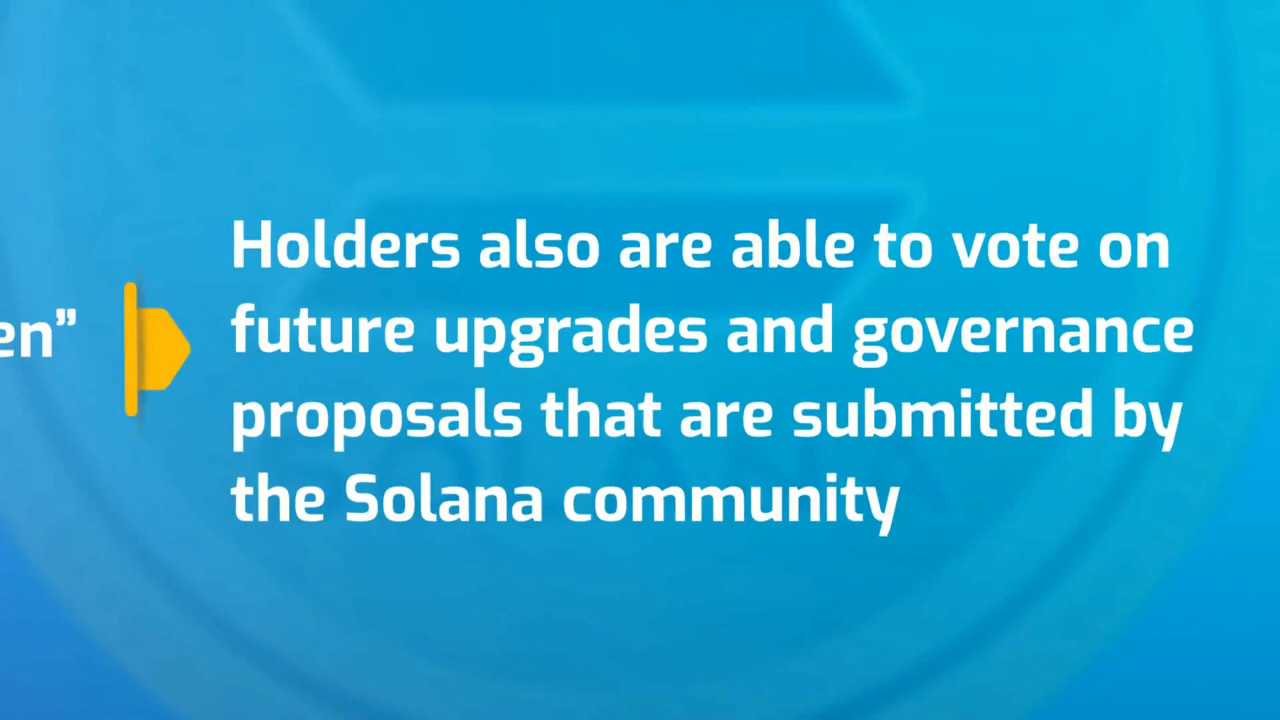 en”
Holders also are able to vote on
future upgrades and governance
proposals that are submitted by
the Solana community
SOLANA